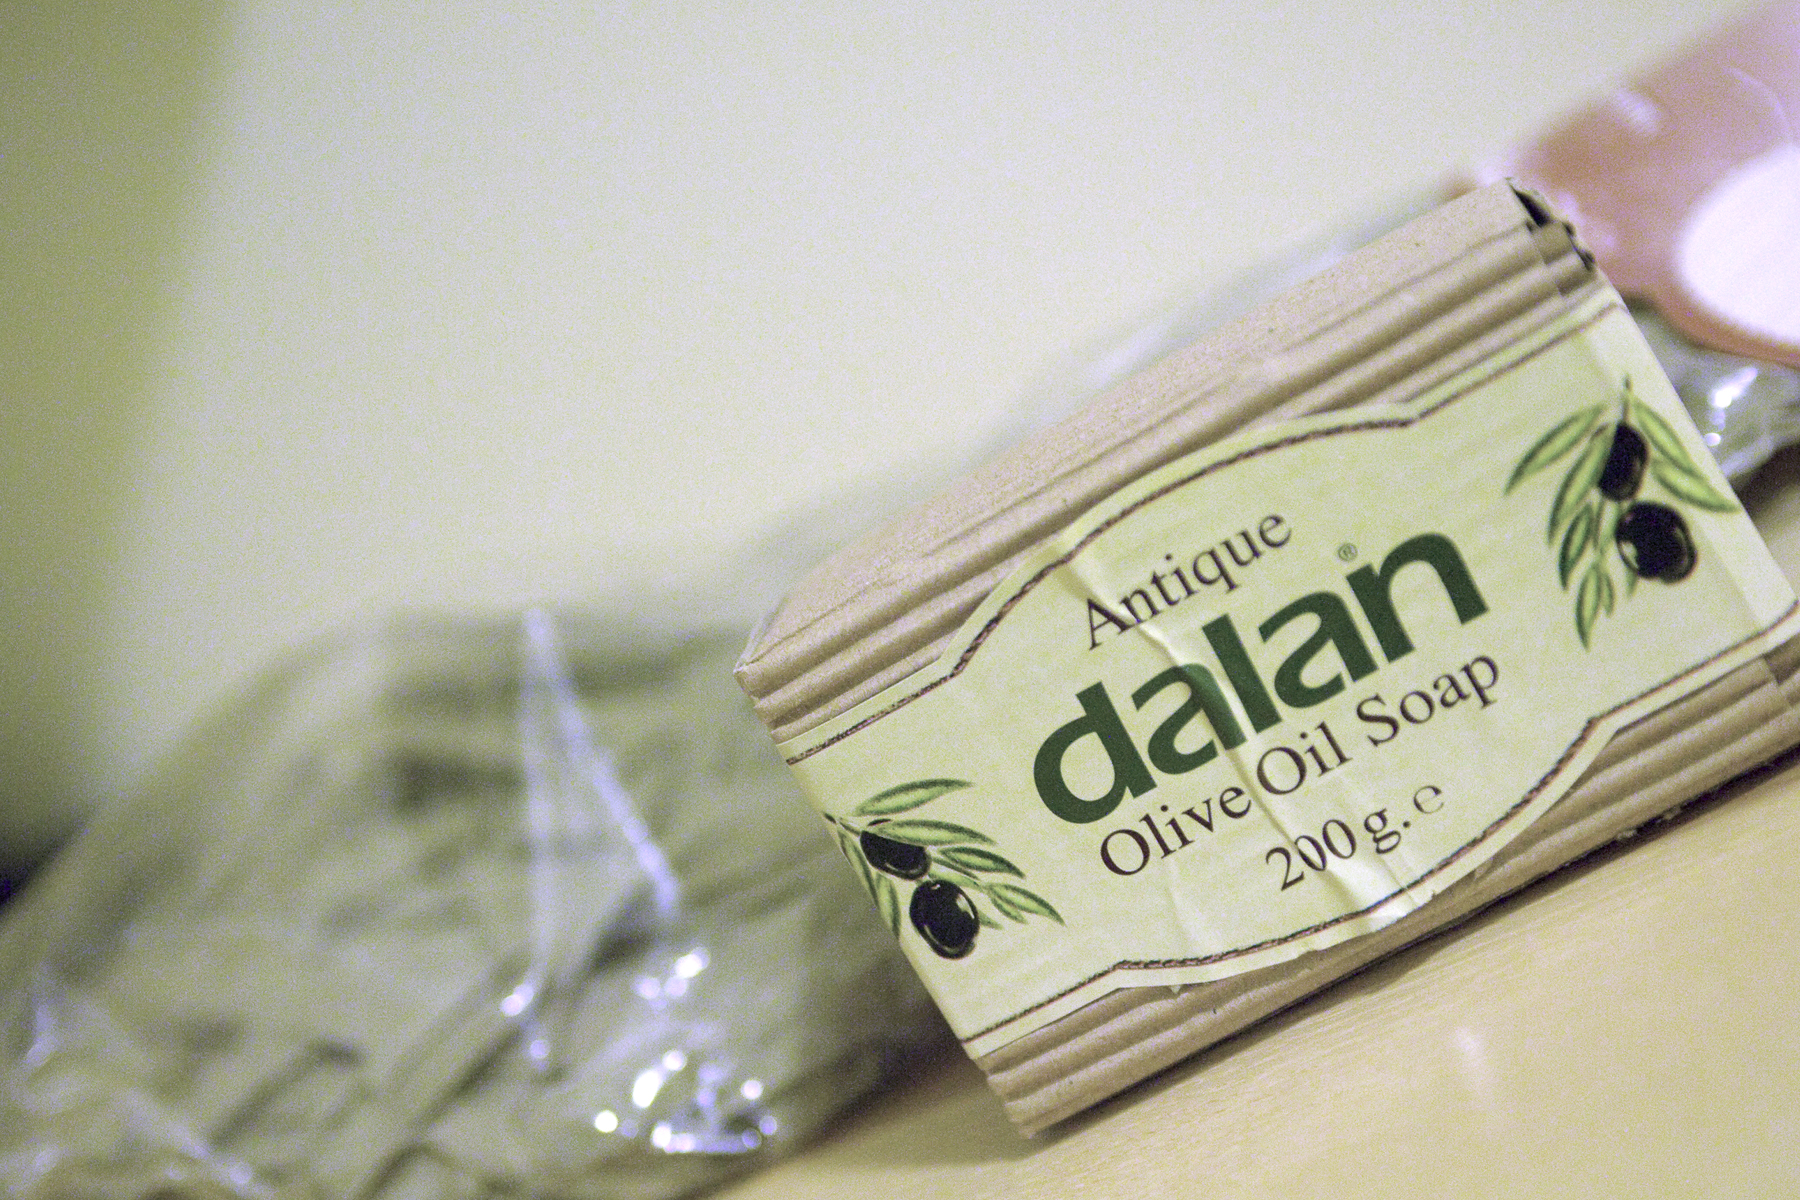 Antique
dalan®
Olive Oil Soap
200 g. ℮